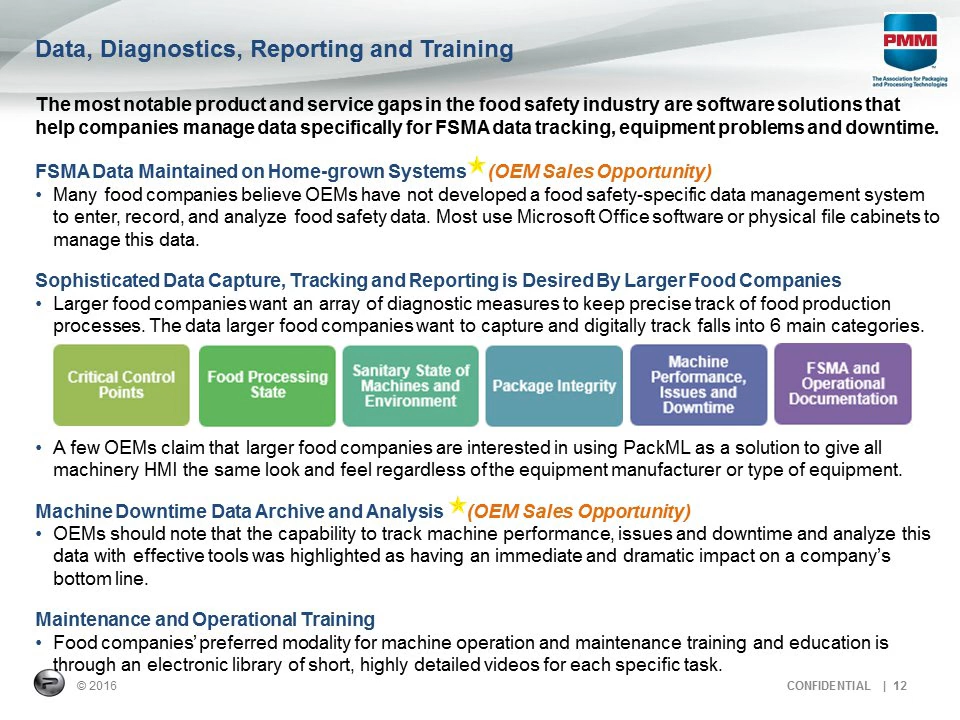 Data, Diagnostics, Reporting and Training
PMMI
The Association for Packaging
and Processing Technologies
The most notable product and service gaps in the food safety industry are software solutions that
help companies manage data specifically for FSMA data tracking, equipment problems and downtime.
FSMA Data Maintained on Home-grown Systems (OEM Sales Opportunity)
• Many food companies believe OEMs have not developed a food safety-specific data management system
to enter, record, and analyze food safety data. Most use Microsoft Office software or physical file cabinets to
manage this data.
Sophisticated Data Capture, Tracking and Reporting is Desired By Larger Food Companies
• Larger food companies want an array of diagnostic measures to keep precise track of food production
processes. The data larger food companies want to capture and digitally track falls into 6 main categories.
Critical Control
Points
Food Processing
State
Sanitary State of
Machines and
Environment
Package Integrity
Machine
Performance,
Issues and
Downtime
FSMA and
Operational
Documentation
• A few OEMs claim that larger food companies are interested in using PackML as a solution to give all
machinery HMI the same look and feel regardless of the equipment manufacturer or type of equipment.
Machine Downtime Data Archive and Analysis (OEM Sales Opportunity)
• OEMs should note that the capability to track machine performance, issues and downtime and analyze this
data with effective tools was highlighted as having an immediate and dramatic impact on a company's
bottom line.
Maintenance and Operational Training
• Food companies' preferred modality for machine operation and maintenance training and education is
through an electronic library of short, highly detailed videos for each specific task.
© 2016
CONFIDENTIAL | 12